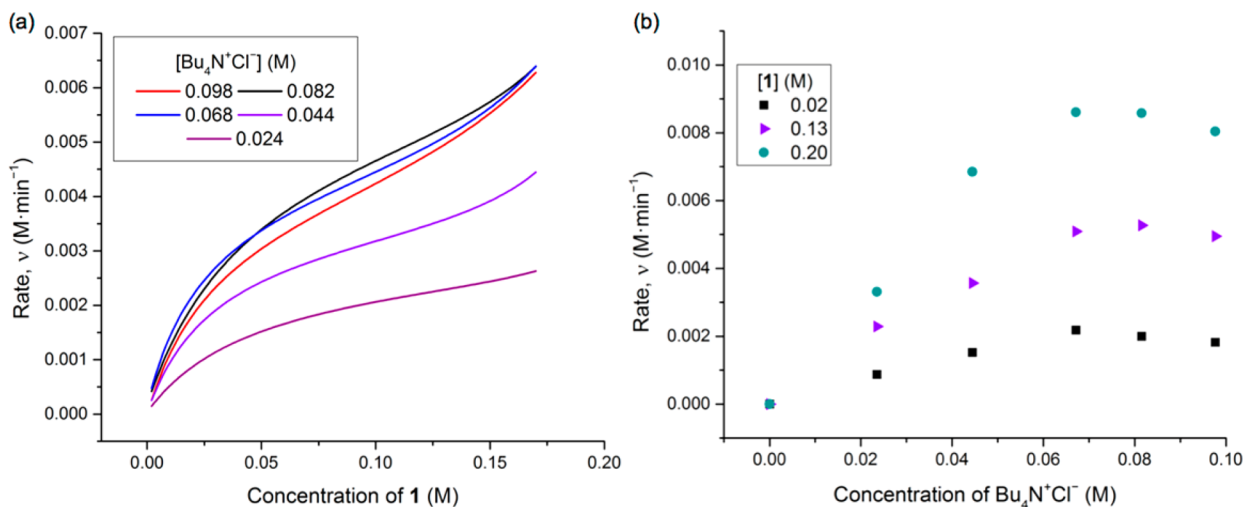 (a)
0.007
0.006
0.005
0.004
0.003
0.002
0.001
0.000
Rate, ν (M·min⁻¹)
[Bu₄N⁺Cl⁻] (M)
0.098 0.082
0.068 0.044
0.024
0.00 0.05 0.10 0.15 0.20
Concentration of 1 (M)
(b)
0.010
0.008
0.006
0.004
0.002
0.000
Rate, ν (M·min⁻¹)
[1] (M)
0.02
0.13
0.20
0.00 0.02 0.04 0.06 0.08 0.10
Concentration of Bu₄N⁺Cl⁻ (M)